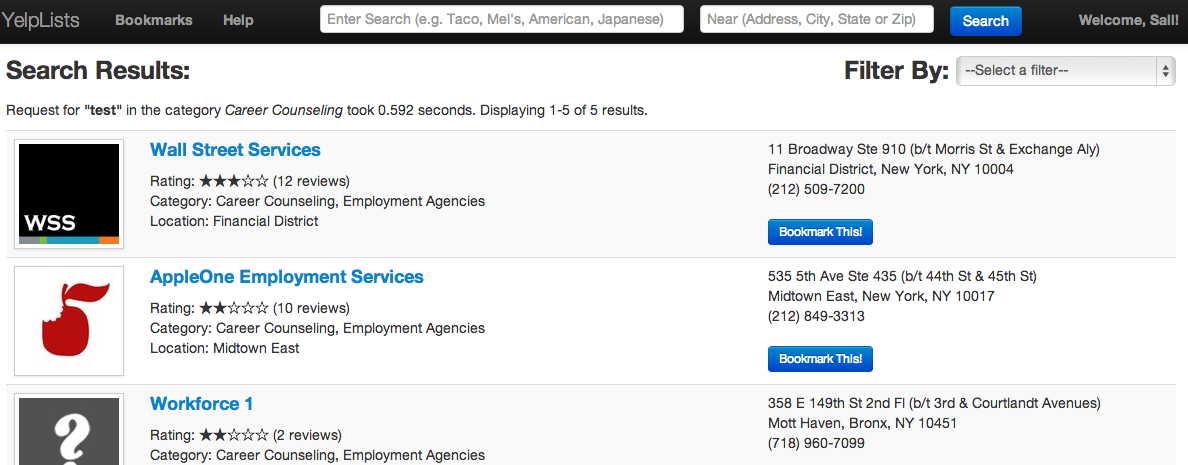 YelpLists Bookmarks Help Enter Search (e.g. Taco, Mel's, American, Japanese) Near (Address, City, State or Zip) Search Welcome, Sall!
Search Results: Filter By: --Select a filter--
Request for "test" in the category Career Counseling took 0.592 seconds. Displaying 1-5 of 5 results.
WSS
Wall Street Services
Rating: ★★★☆☆ (12 reviews)
Category: Career Counseling, Employment Agencies
Location: Financial District
11 Broadway Ste 910 (b/t Morris St & Exchange Aly)
Financial District, New York, NY 10004
(212) 509-7200
Bookmark This!
AppleOne Employment Services
Rating: ★★☆☆☆ (10 reviews)
Category: Career Counseling, Employment Agencies
Location: Midtown East
535 5th Ave Ste 435 (b/t 44th St & 45th St)
Midtown East, New York, NY 10017
(212) 849-3313
Bookmark This!
?
Workforce 1
Rating: ★★☆☆☆ (2 reviews)
Category: Career Counseling, Employment Agencies
358 E 149th St 2nd Fl (b/t 3rd & Courtlandt Avenues)
Mott Haven, Bronx, NY 10451
(718) 960-7099